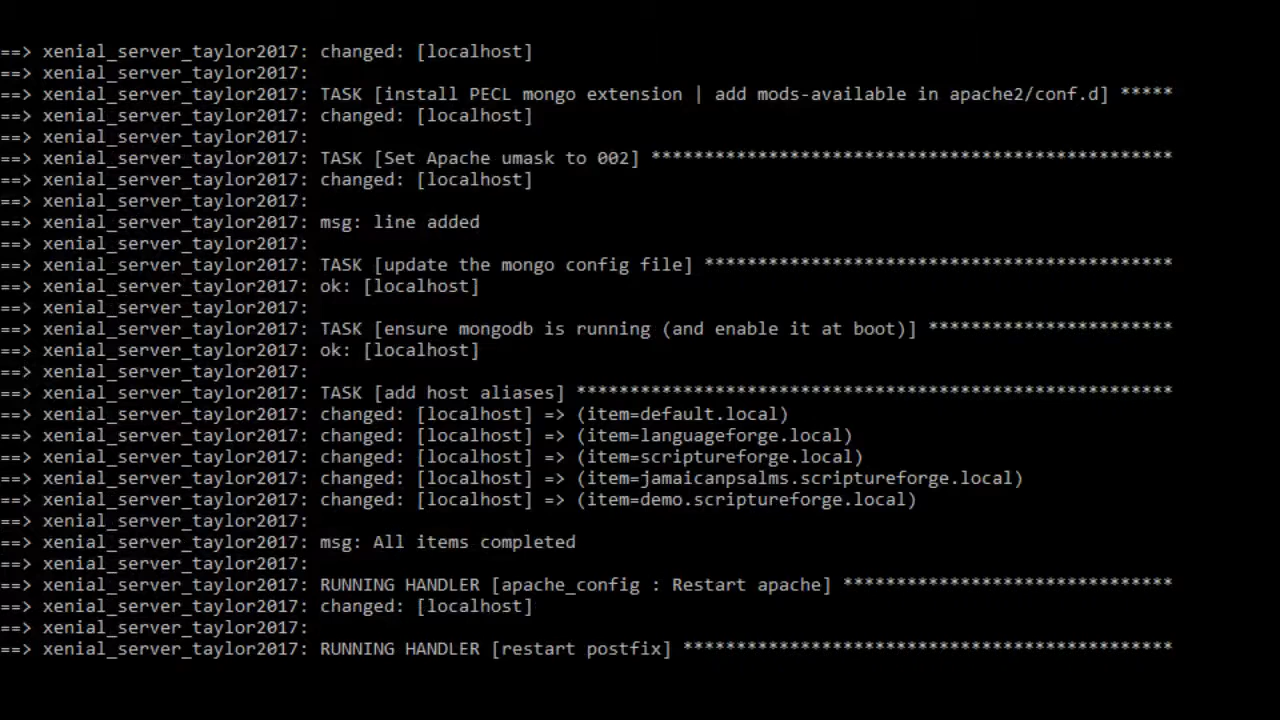 ==> xenial_server_taylor2017: changed: [localhost]
==> xenial_server_taylor2017:
==> xenial_server_taylor2017: TASK [install PECL mongo extension | add mods-available in apache2/conf.d] *****
==> xenial_server_taylor2017: changed: [localhost]
==> xenial_server_taylor2017:
==> xenial_server_taylor2017: TASK [Set Apache umask to 002] *************************************************
==> xenial_server_taylor2017: changed: [localhost]
==> xenial_server_taylor2017:
==> xenial_server_taylor2017: msg: line added
==> xenial_server_taylor2017:
==> xenial_server_taylor2017: TASK [update the mongo config file] ********************************************
==> xenial_server_taylor2017: ok: [localhost]
==> xenial_server_taylor2017:
==> xenial_server_taylor2017: TASK [ensure mongodb is running (and enable it at boot)] ***********************
==> xenial_server_taylor2017: ok: [localhost]
==> xenial_server_taylor2017:
==> xenial_server_taylor2017: TASK [add host aliases] ********************************************************
==> xenial_server_taylor2017: changed: [localhost] => (item=default.local)
==> xenial_server_taylor2017: changed: [localhost] => (item=languageforge.local)
==> xenial_server_taylor2017: changed: [localhost] => (item=scriptureforge.local)
==> xenial_server_taylor2017: changed: [localhost] => (item=jamaicanpsalms.scriptureforge.local)
==> xenial_server_taylor2017: changed: [localhost] => (item=demo.scriptureforge.local)
==> xenial_server_taylor2017:
==> xenial_server_taylor2017: msg: All items completed
==> xenial_server_taylor2017:
==> xenial_server_taylor2017: RUNNING HANDLER [apache_config : Restart apache] *******************************
==> xenial_server_taylor2017: changed: [localhost]
==> xenial_server_taylor2017:
==> xenial_server_taylor2017: RUNNING HANDLER [restart postfix] **********************************************